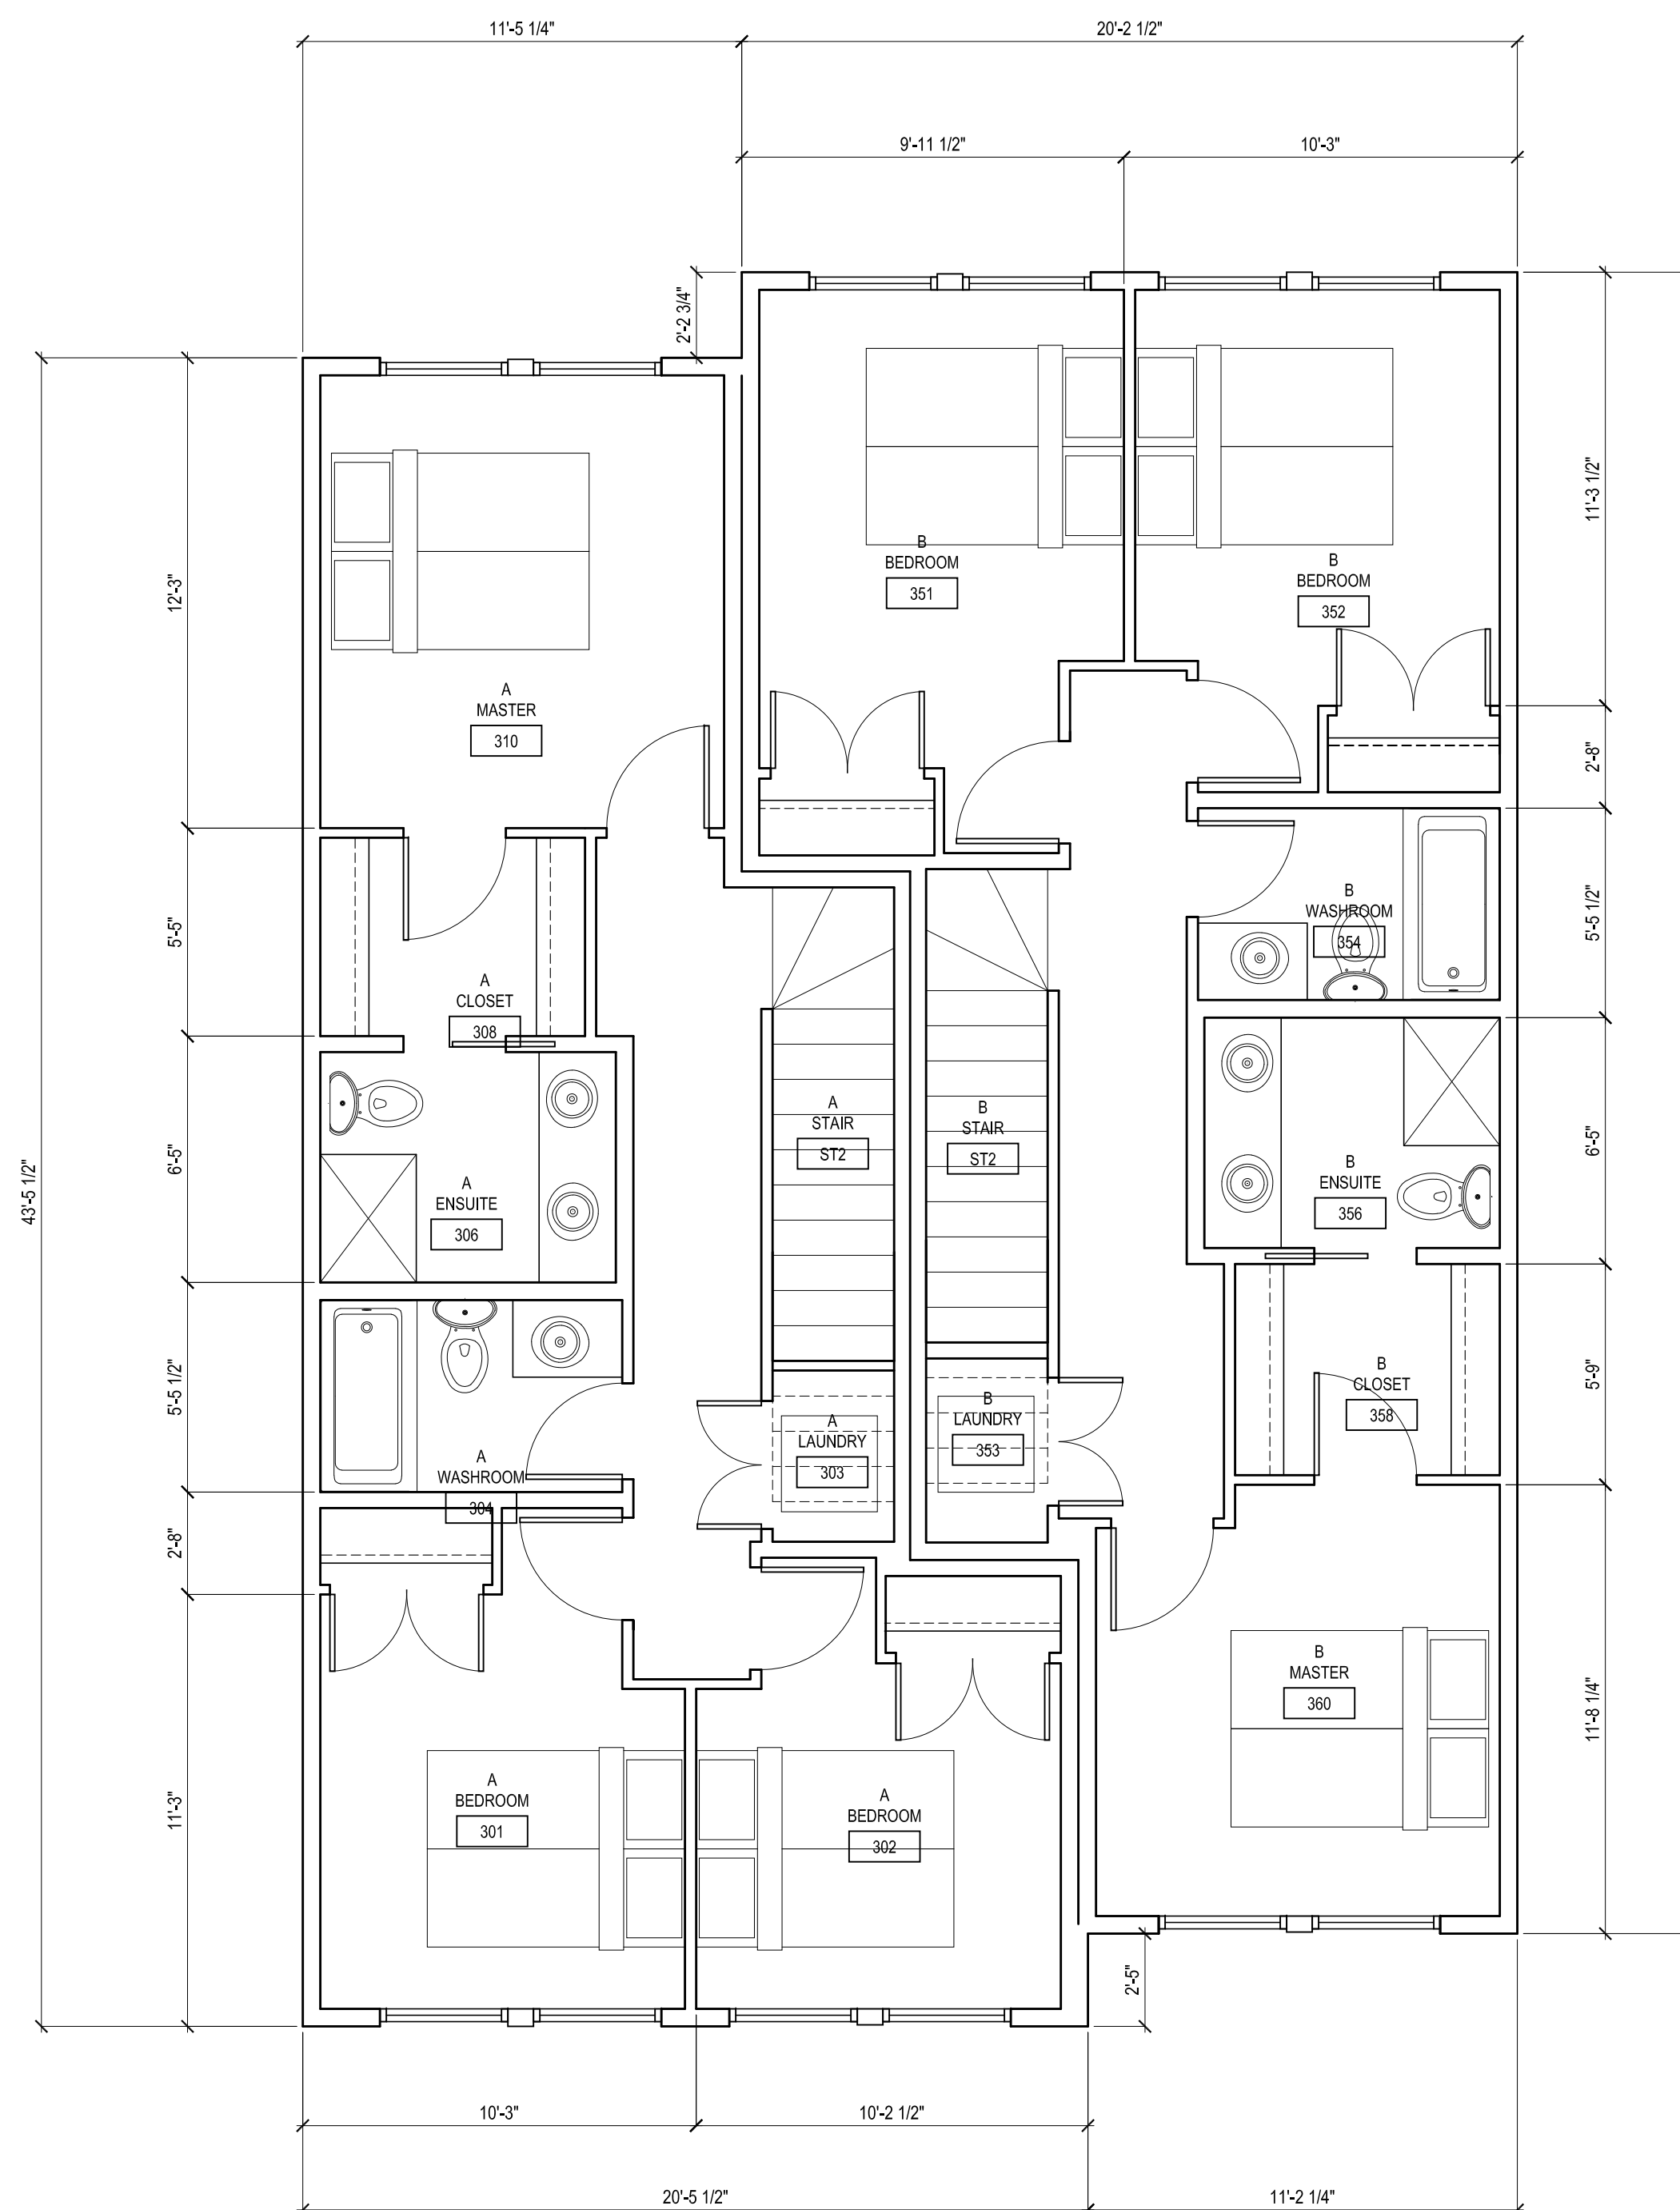 11'-5 1/4"
20'-2 1/2"
9'-11 1/2"
10'-3"
2'-2 3/4"
11'-3 1/2"
B
BEDROOM
351
B
BEDROOM
352
12'-3"
A
MASTER
310
2'-8"
5'-5"
B
WASHROOM
354
5'-5 1/2"
A
CLOSET
308
A
STAIR
ST2
B
STAIR
ST2
6'-5"
43'-5 1/2"
6'-5"
A
ENSUITE
306
B
ENSUITE
356
5'-5 1/2"
B
CLOSET
358
5'-9"
A
LAUNDRY
303
B
LAUNDRY
353
A
WASHROOM
304
2'-8"
B
MASTER
360
11'-8 1/4"
11'-3"
A
BEDROOM
301
A
BEDROOM
302
2'-5"
10'-3"
10'-2 1/2"
20'-5 1/2"
11'-2 1/4"